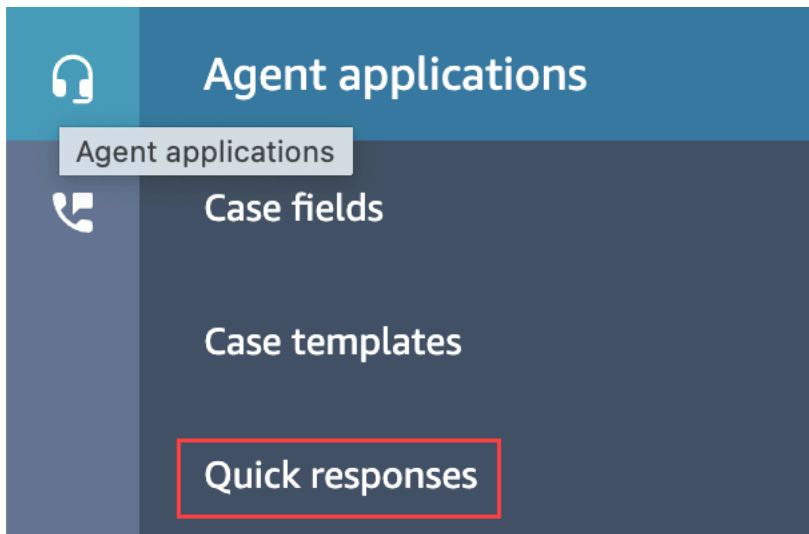 Agent applications
Agent applications
Case fields
Case templates
Quick responses